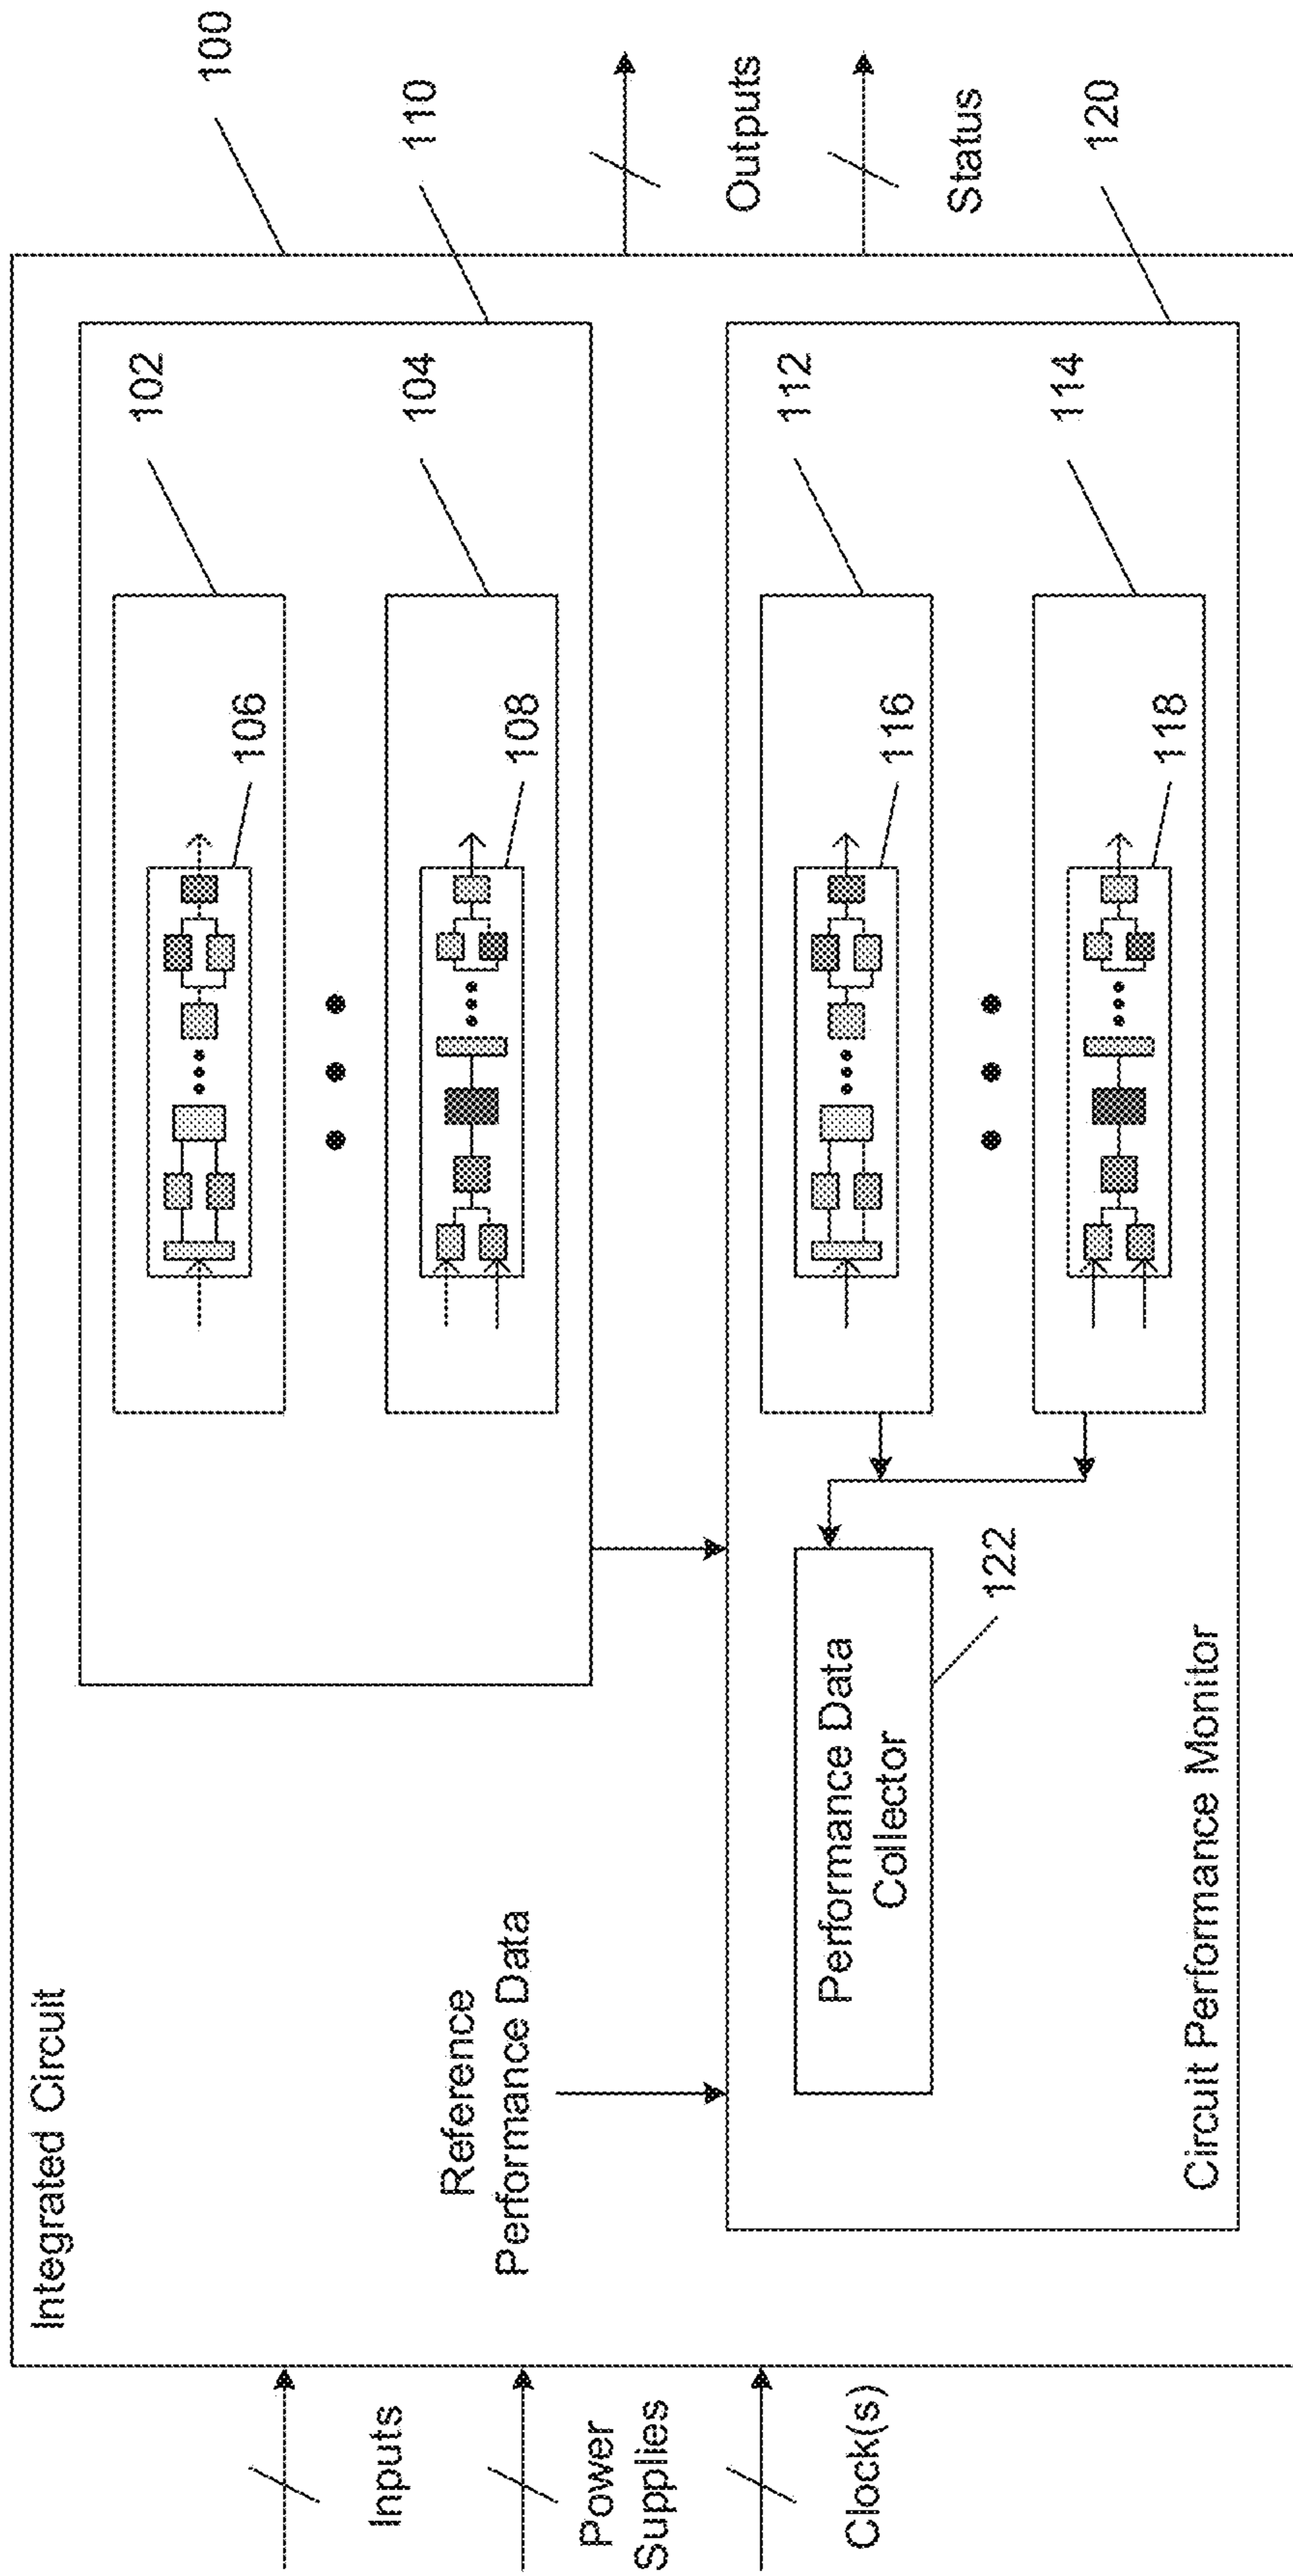 Integrated Circuit
100
110
102
106
104
108
Inputs
Power
Supplies
Clock(s)
Reference
Performance Data
Outputs
Status
120
112
116
114
118
Performance Data
Collector
122
Circuit Performance Monitor